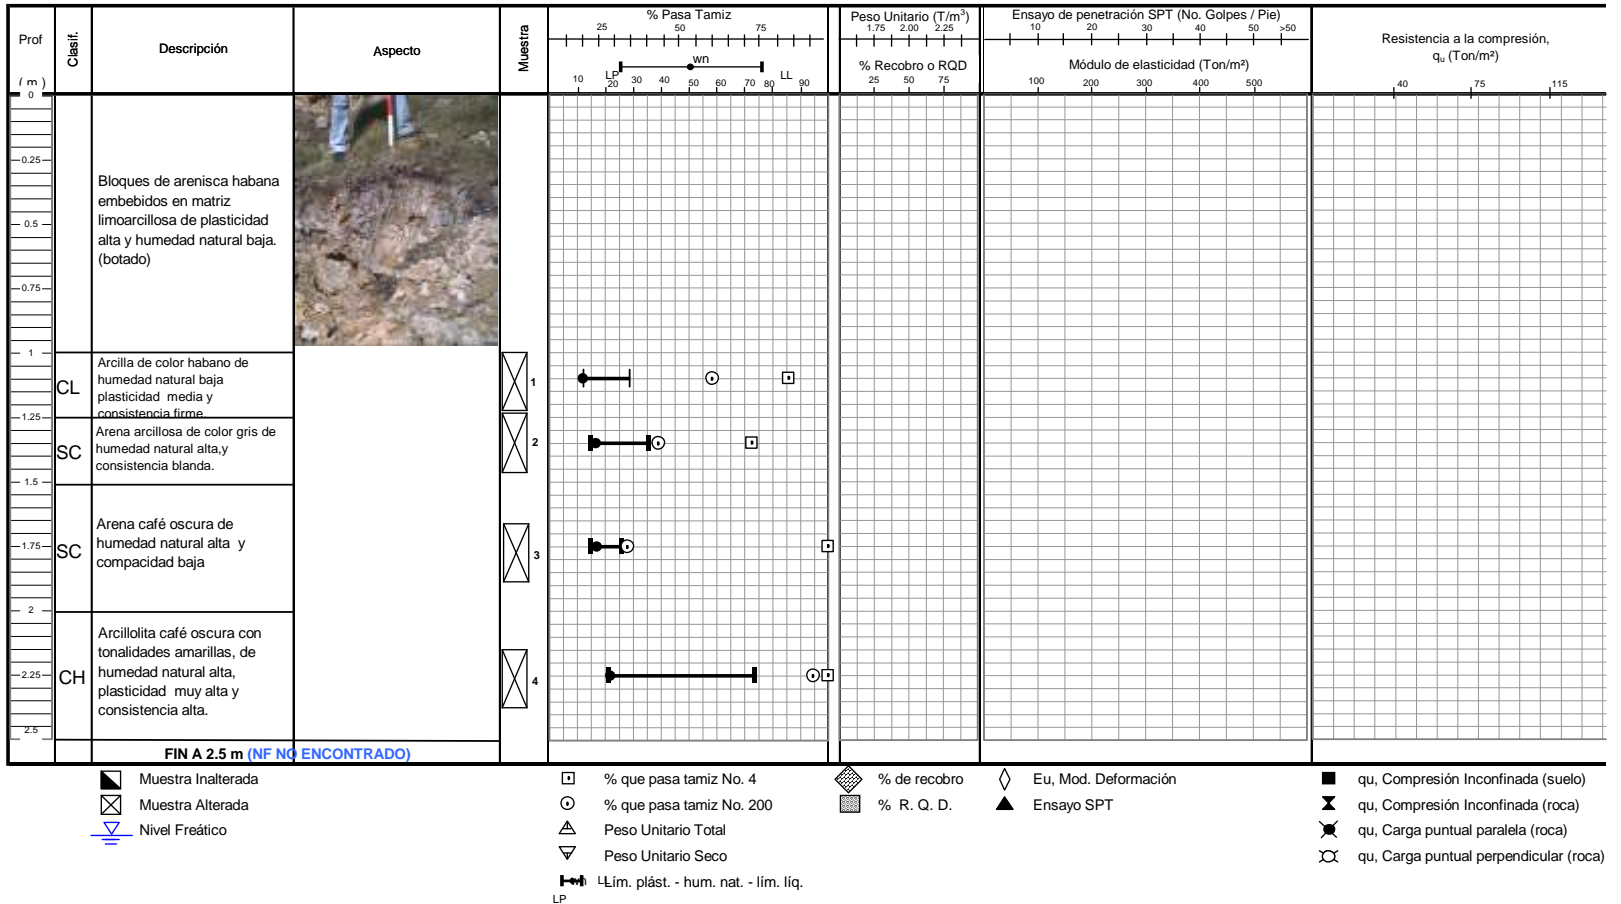 Prof
( m )
Clasif.
Descripción
Aspecto
Muestra
% Pasa Tamiz
25 50 75
wn
LP LL
10 20 30 40 50 60 70 80 90
Peso Unitario (T/m³)
1.75 2.00 2.25
% Recobro o RQD
25 50 75
Ensayo de penetración SPT (No. Golpes / Pie)
10 20 30 40 50 >50
Módulo de elasticidad (Ton/m²)
100 200 300 400 500
Resistencia a la compresión,
qu (Ton/m²)
40 75 115
0
0.25
0.5
0.75
1
1.25
1.5
1.75
2
2.25
2.5
Bloques de arenisca habana
embebidos en matriz
limoarcillosa de plasticidad
alta y humedad natural baja.
(botado)
CL
Arcilla de color habano de
humedad natural baja
plasticidad media y
consistencia firme.
1
SC
Arena arcillosa de color gris de
humedad natural alta,y
consistencia blanda.
2
SC
Arena café oscura de
humedad natural alta y
compacidad baja
3
CH
Arcillolita café oscura con
tonalidades amarillas, de
humedad natural alta,
plasticidad muy alta y
consistencia alta.
4
FIN A 2.5 m (NF NO ENCONTRADO)
Muestra Inalterada
Muestra Alterada
Nivel Freático
% que pasa tamiz No. 4
% que pasa tamiz No. 200
Peso Unitario Total
Peso Unitario Seco
wn LL Lím. plást. - hum. nat. - lím. líq.
LP
% de recobro
% R. Q. D.
Eu, Mod. Deformación
Ensayo SPT
qu, Compresión Inconfinada (suelo)
qu, Compresión Inconfinada (roca)
qu, Carga puntual paralela (roca)
qu, Carga puntual perpendicular (roca)